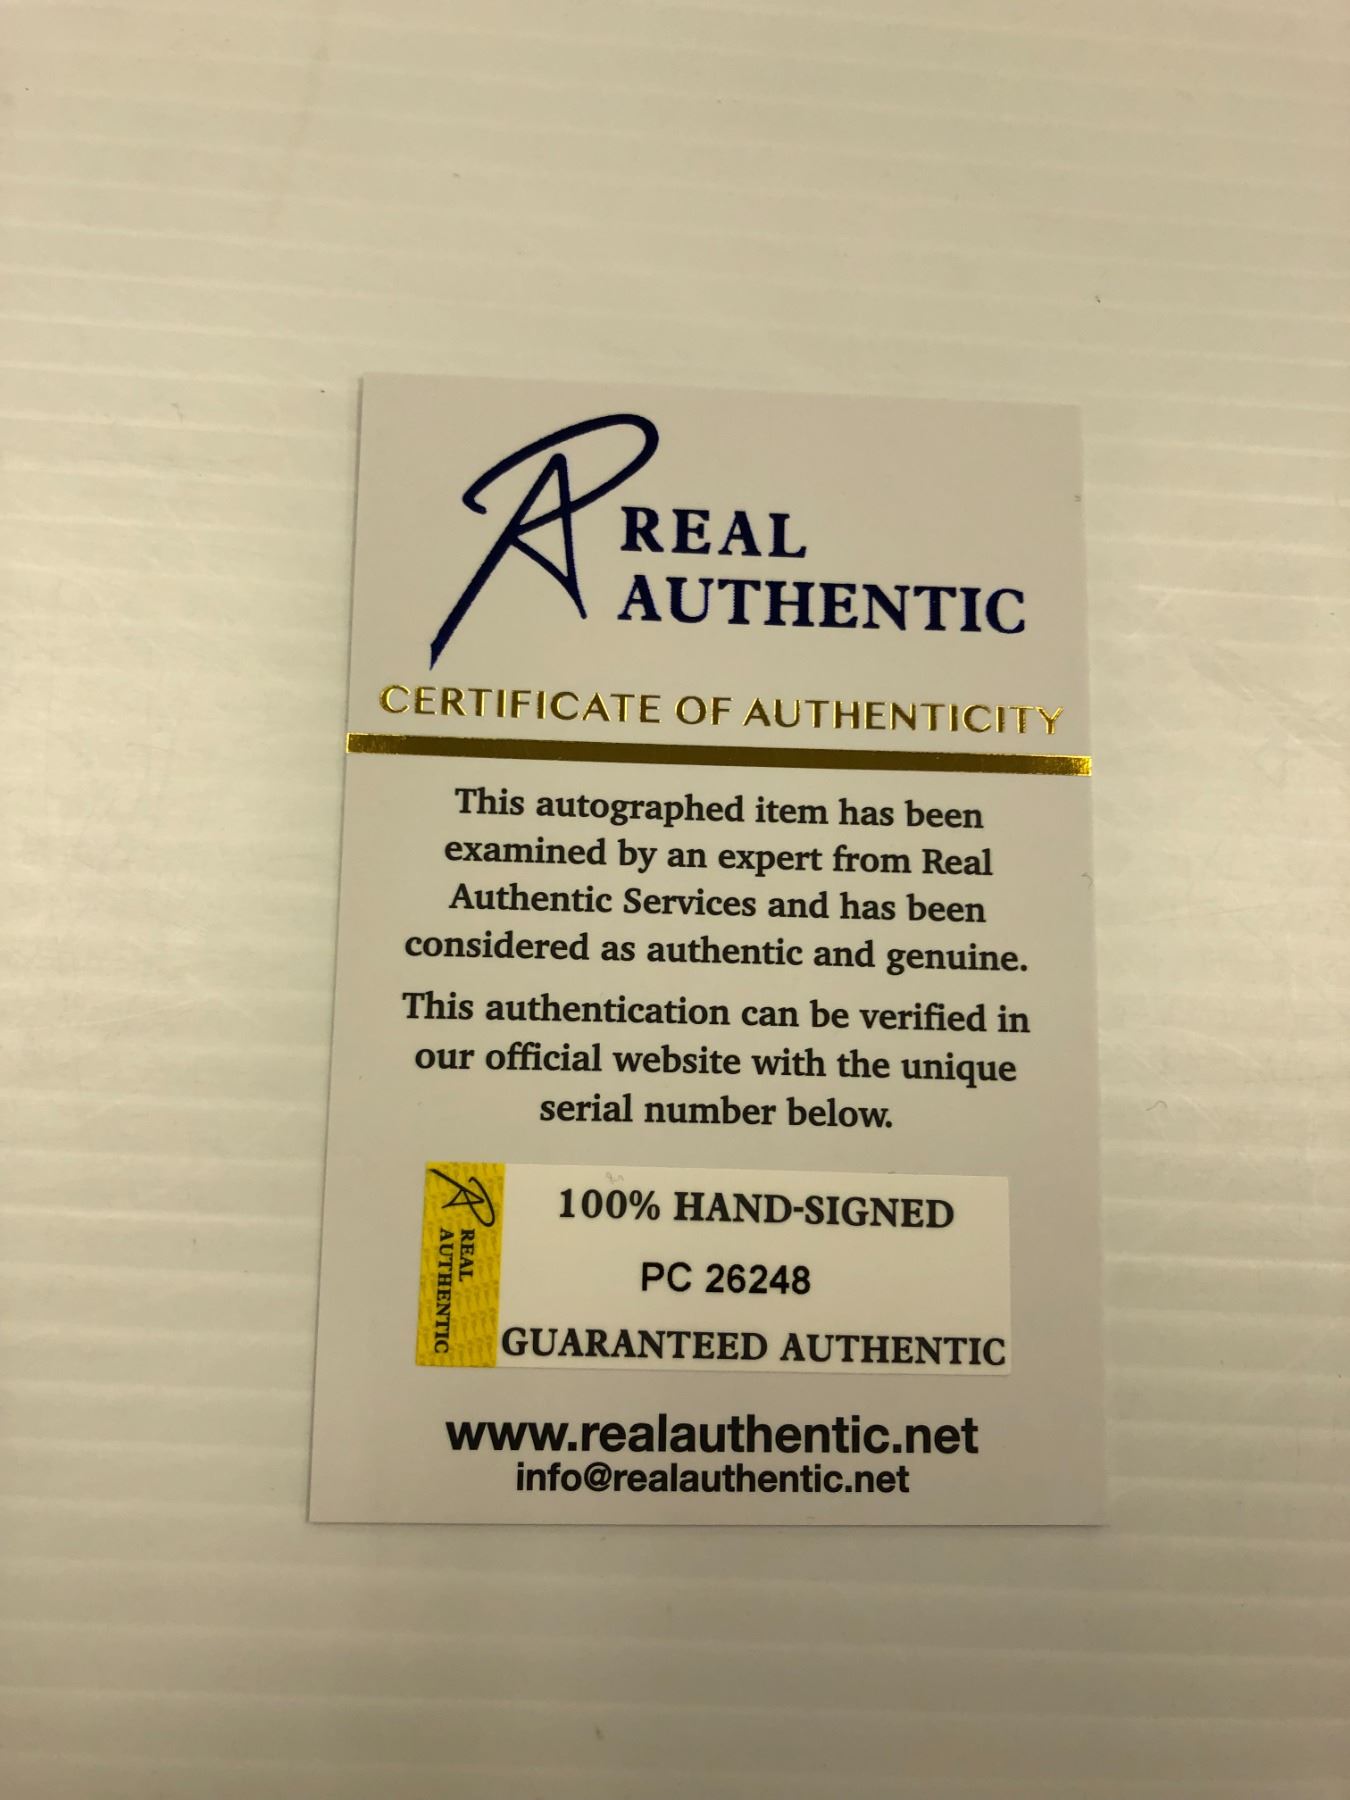 RA REAL
AUTHENTIC
CERTIFICATE OF AUTHENTICITY
This autographed item has been
examined by an expert from Real
Authentic Services and has been
considered as authentic and genuine.
This authentication can be verified in
our official website with the unique
serial number below.
RA REAL
AUTHENTIC
100% HAND-SIGNED
PC 26248
GUARANTEED AUTHENTIC
www.realauthentic.net
info@realauthentic.net